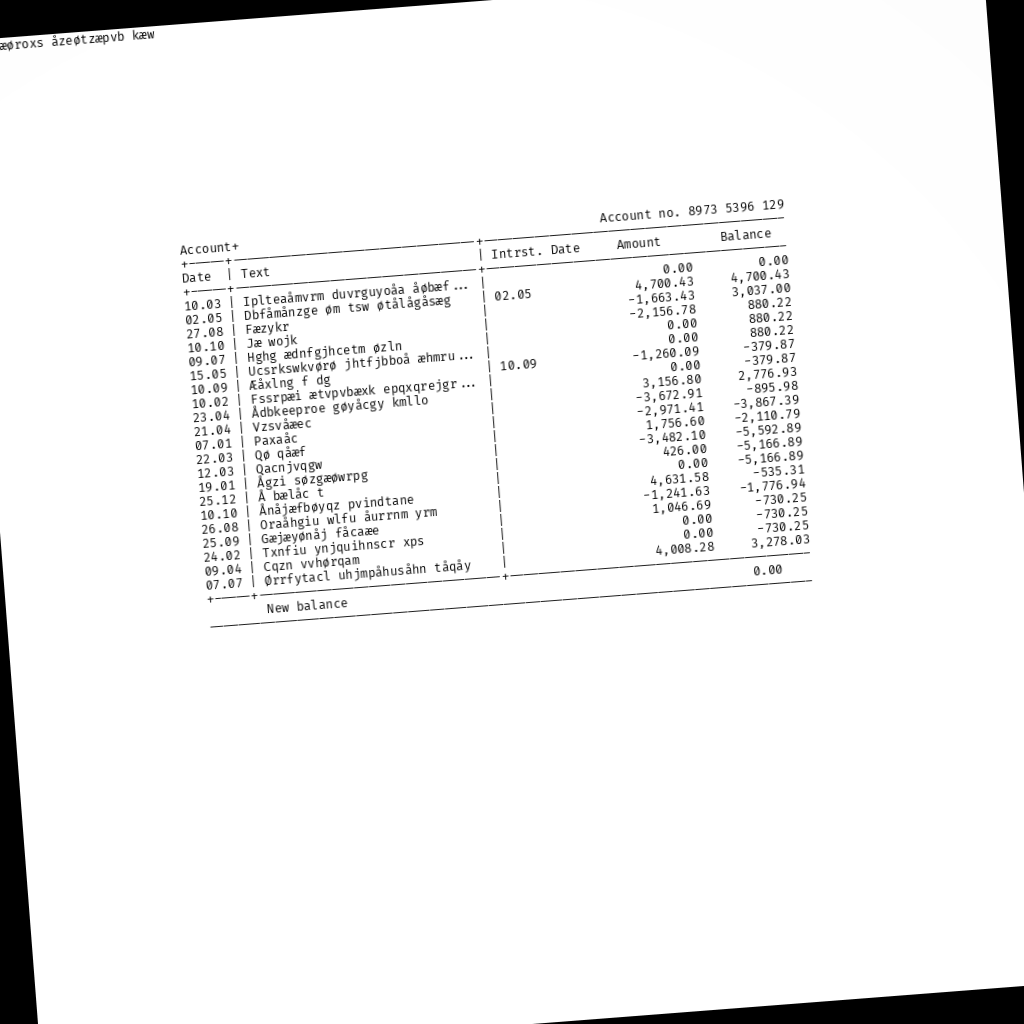 æøroxs åzeøtzæpvb kæw
Account+ Account no. 8973 5396 129
Date | Text | Intrst. Date Amount Balance
10.03 | Iplteaåmvrm duvrguyoåa åøbæf... | 0.00 0.00
02.05 | Dbfåmånzge øm tsw øtålågåsæg | 02.05 4,700.43 4,700.43
27.08 | Fæzykr | -1,663.43 3,037.00
10.10 | Jæ wojk | -2,156.78 880.22
09.07 | Hghg ædnfgjhcetm øzln | 0.00 880.22
15.05 | Ucsrkswkvørø jhtfjbboå æhmru... | 0.00 880.22
10.09 | Æåxlng f dg | 10.09 -1,260.09 -379.87
10.02 | Fssrpæi ætvpvbæxk epqxqrejgr... | 0.00 -379.87
23.04 | Ådbkeeproe gøyåcgy kmllo | 3,156.80 2,776.93
21.04 | Vzsvåæec | -3,672.91 -895.98
07.01 | Paxaåc | -2,971.41 -3,867.39
22.03 | Qø qåæf | 1,756.60 -2,110.79
12.03 | Qacnjvqgw | -3,482.10 -5,592.89
19.01 | Ågzi søzgæøwrpg | 426.00 -5,166.89
25.12 | Å bælåc t | 0.00 -5,166.89
10.10 | Ånåjæfbøyqz pvindtane | 4,631.58 -535.31
26.08 | Oraåhgiu wlfu åurrnm yrm | -1,241.63 -1,776.94
25.09 | Gæjæyønåj fåcaæe | 1,046.69 -730.25
24.02 | Txnfiu ynjquihnscr xps | 0.00 -730.25
09.04 | Cqzn vvhørqam | 0.00 -730.25
07.07 | Ørrfytacl uhjmpåhusåhn tåqåy | 4,008.28 3,278.03
New balance 0.00